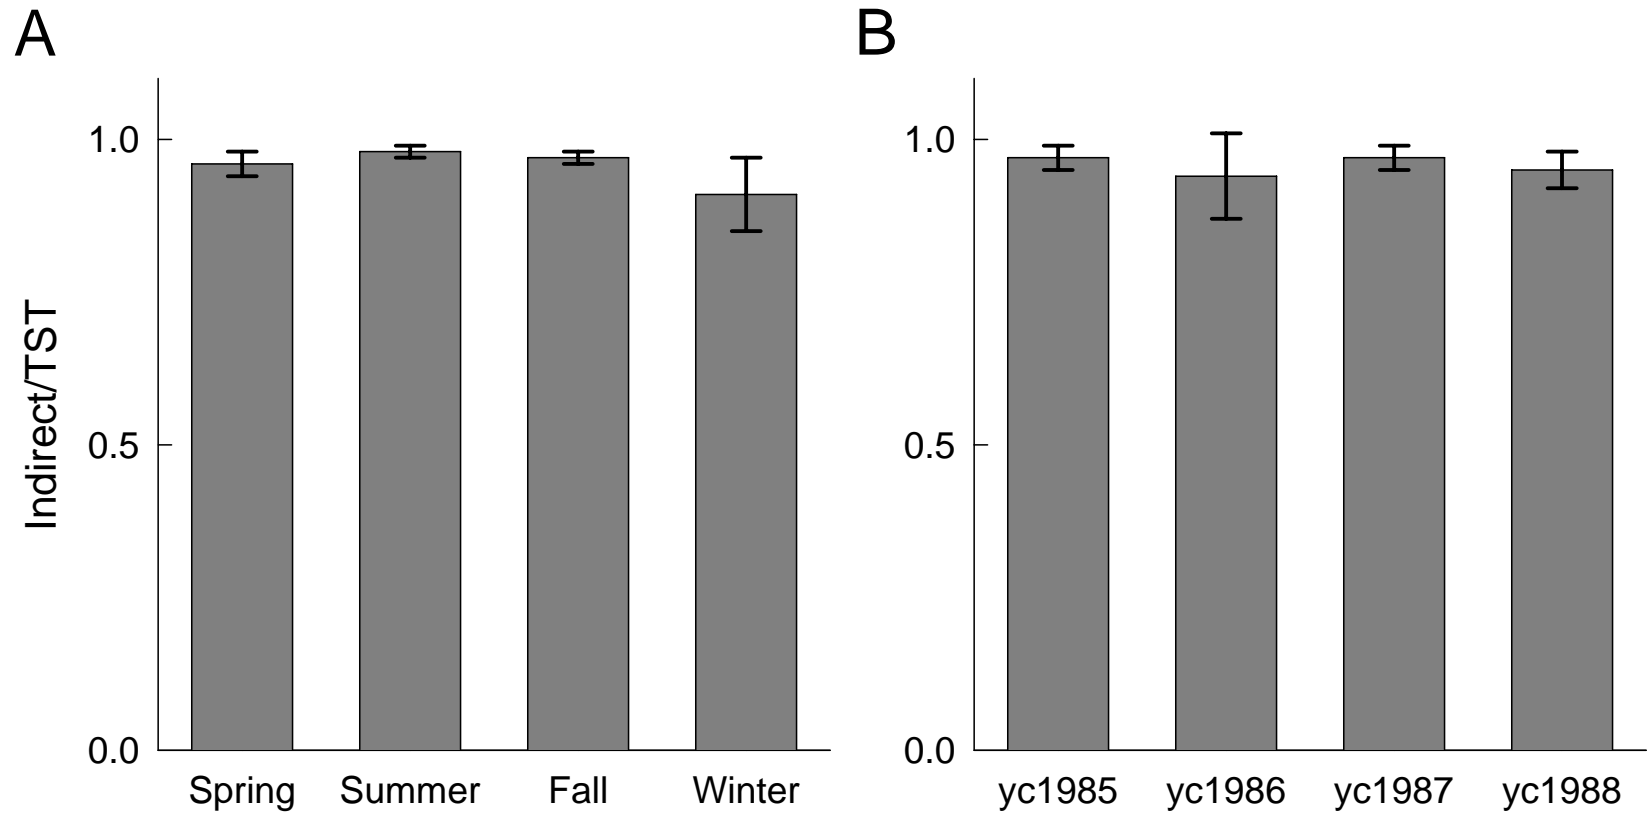 A
B
Indirect/TST
1.0
0.5
0.0
Spring Summer Fall Winter
1.0
0.5
0.0
yc1985 yc1986 yc1987 yc1988